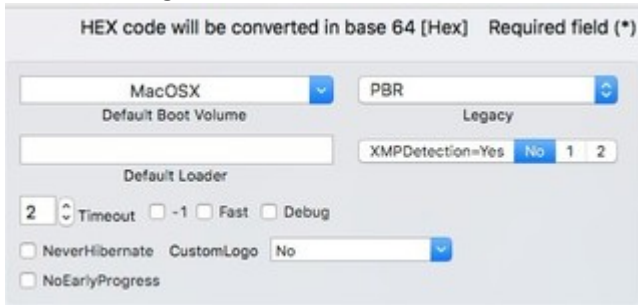 HEX code will be converted in base 64 [Hex] Required field (*)
MacOSX PBR
Default Boot Volume Legacy
XMPDetection=Yes No 1 2
Default Loader
2 Timeout -1 Fast Debug
NeverHibernate CustomLogo No
NoEarlyProgress